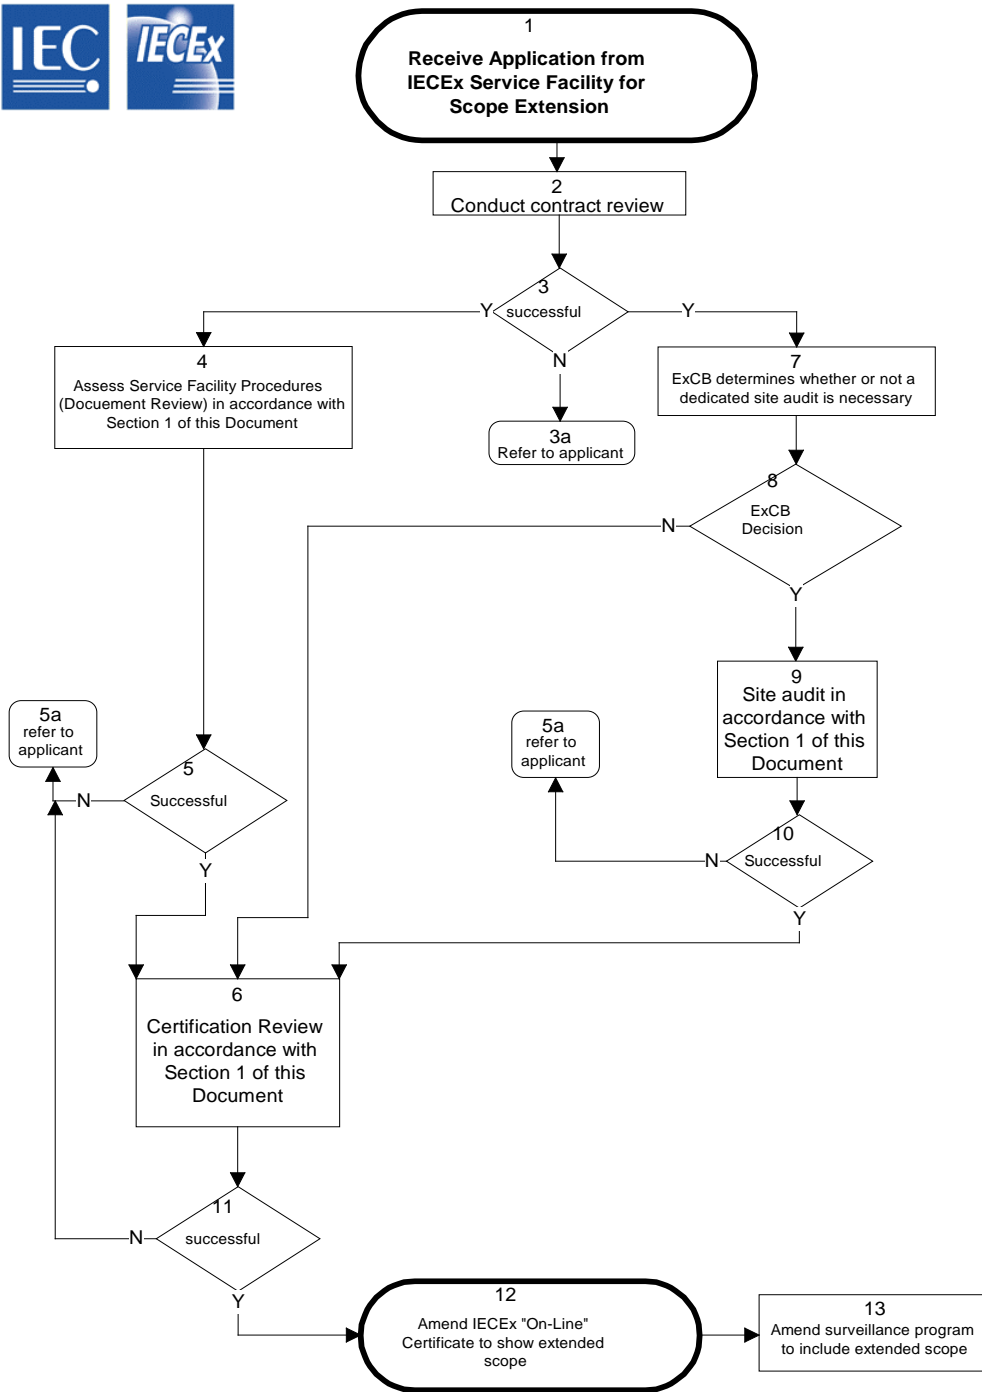 IEC
IECEx
1
Receive Application from
IECEx Service Facility for
Scope Extension
2
Conduct contract review
3
successful
Y
Y
N
3a
Refer to applicant
4
Assess Service Facility Procedures
(Docuement Review) in accordance with
Section 1 of this Document
7
ExCB determines whether or not a
dedicated site audit is necessary
8
ExCB
Decision
N
Y
9
Site audit in
accordance with
Section 1 of this
Document
5a
refer to
applicant
5
Successful
N
Y
5a
refer to
applicant
10
Successful
N
Y
6
Certification Review
in accordance with
Section 1 of this
Document
11
successful
N
Y
12
Amend IECEx "On-Line"
Certificate to show extended
scope
13
Amend surveillance program
to include extended scope